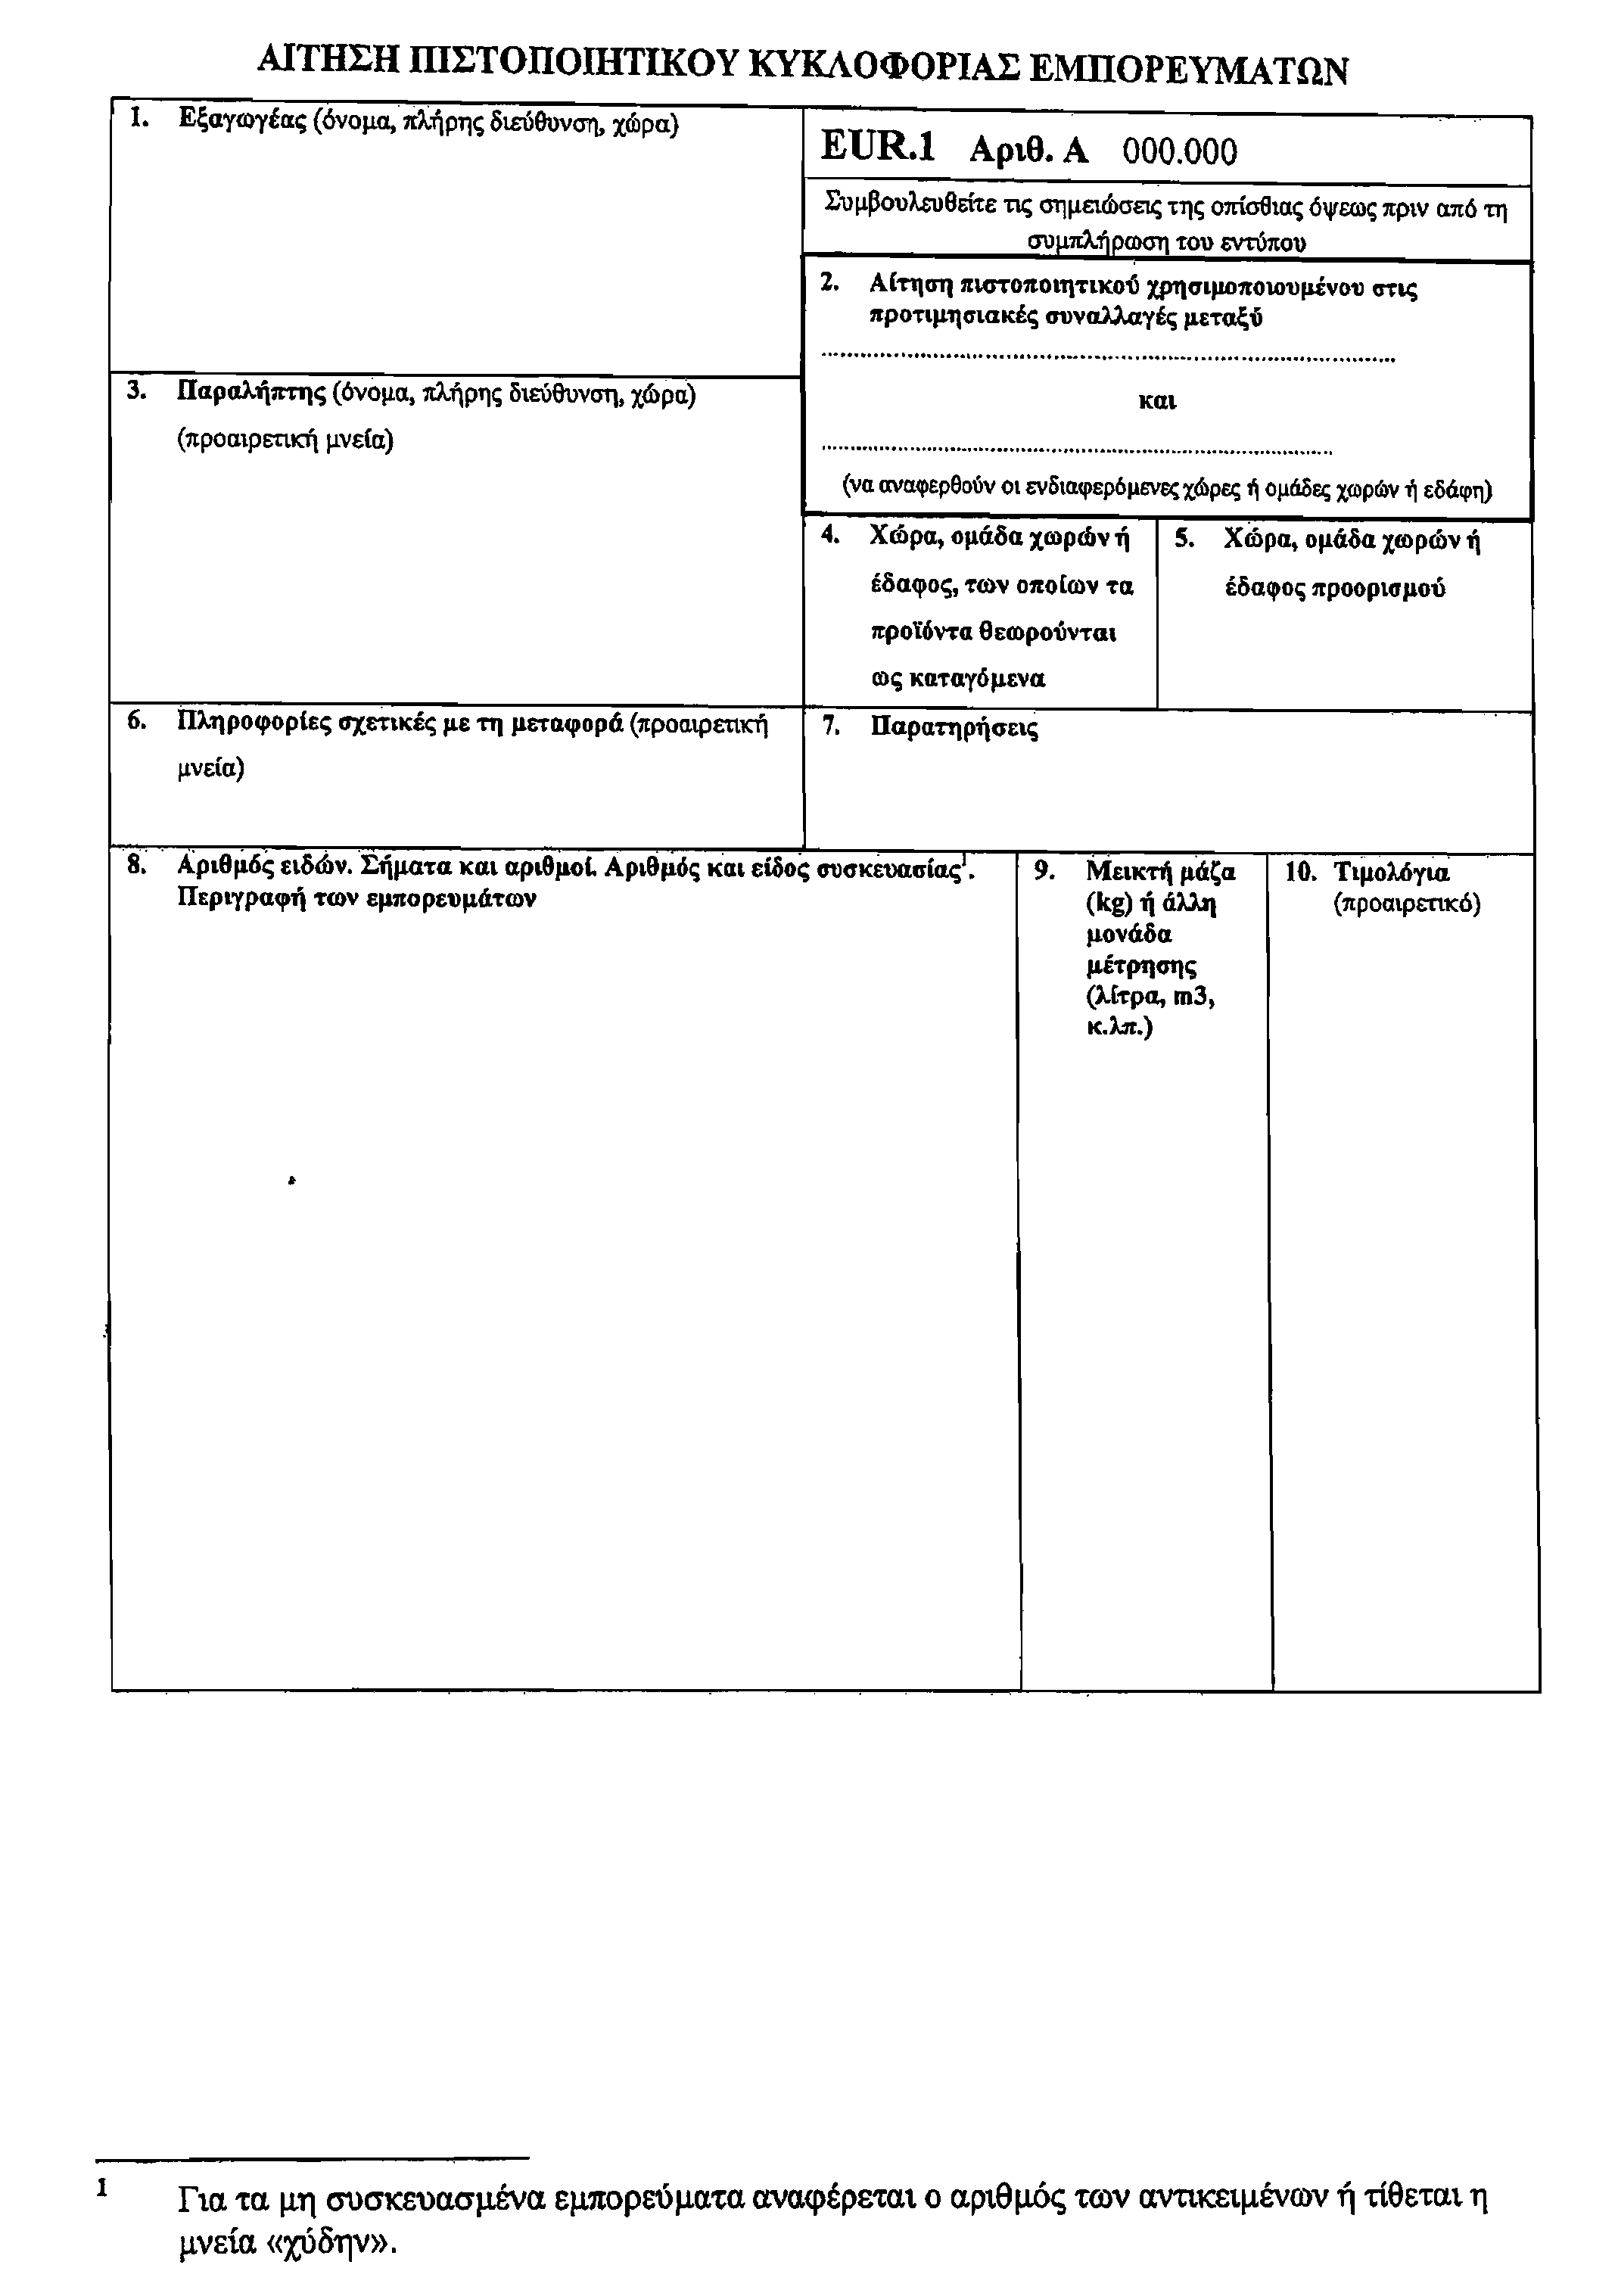 ΑΙΤΗΣΗ ΠΙΣΤΟΠΟΙΗΤΙΚΟΥ ΚΥΚΛΟΦΟΡΙΑΣ ΕΜΠΟΡΕΥΜΑΤΩΝ
1. Εξαγωγέας (όνομα, πλήρης διεύθυνση, χώρα)
EUR.1 Αριθ. Α 000.000
Συμβουλευθείτε τις σημειώσεις της οπίσθιας όψεως πριν από τη
συμπλήρωση του εντύπου
2. Αίτηση πιστοποιητικού χρησιμοποιουμένου στις
προτιμησιακές συναλλαγές μεταξύ
και
(να αναφερθούν οι ενδιαφερόμενες χώρες ή ομάδες χωρών ή εδάφη)
3. Παραλήπτης (όνομα, πλήρης διεύθυνση, χώρα)
(προαιρετική μνεία)
4. Χώρα, ομάδα χωρών ή
έδαφος, των οποίων τα
προϊόντα θεωρούνται
ως καταγόμενα
5. Χώρα, ομάδα χωρών ή
έδαφος προορισμού
6. Πληροφορίες σχετικές με τη μεταφορά (προαιρετική
μνεία)
7. Παρατηρήσεις
8. Αριθμός ειδών. Σήματα και αριθμοί. Αριθμός και είδος συσκευασίας¹.
Περιγραφή των εμπορευμάτων
9. Μεικτή μάζα
(kg) ή άλλη
μονάδα
μέτρησης
(λίτρα, m3,
κ.λπ.)
10. Τιμολόγια
(προαιρετικό)
1 Για τα μη συσκευασμένα εμπορεύματα αναφέρεται ο αριθμός των αντικειμένων ή τίθεται η
μνεία «χύδην».